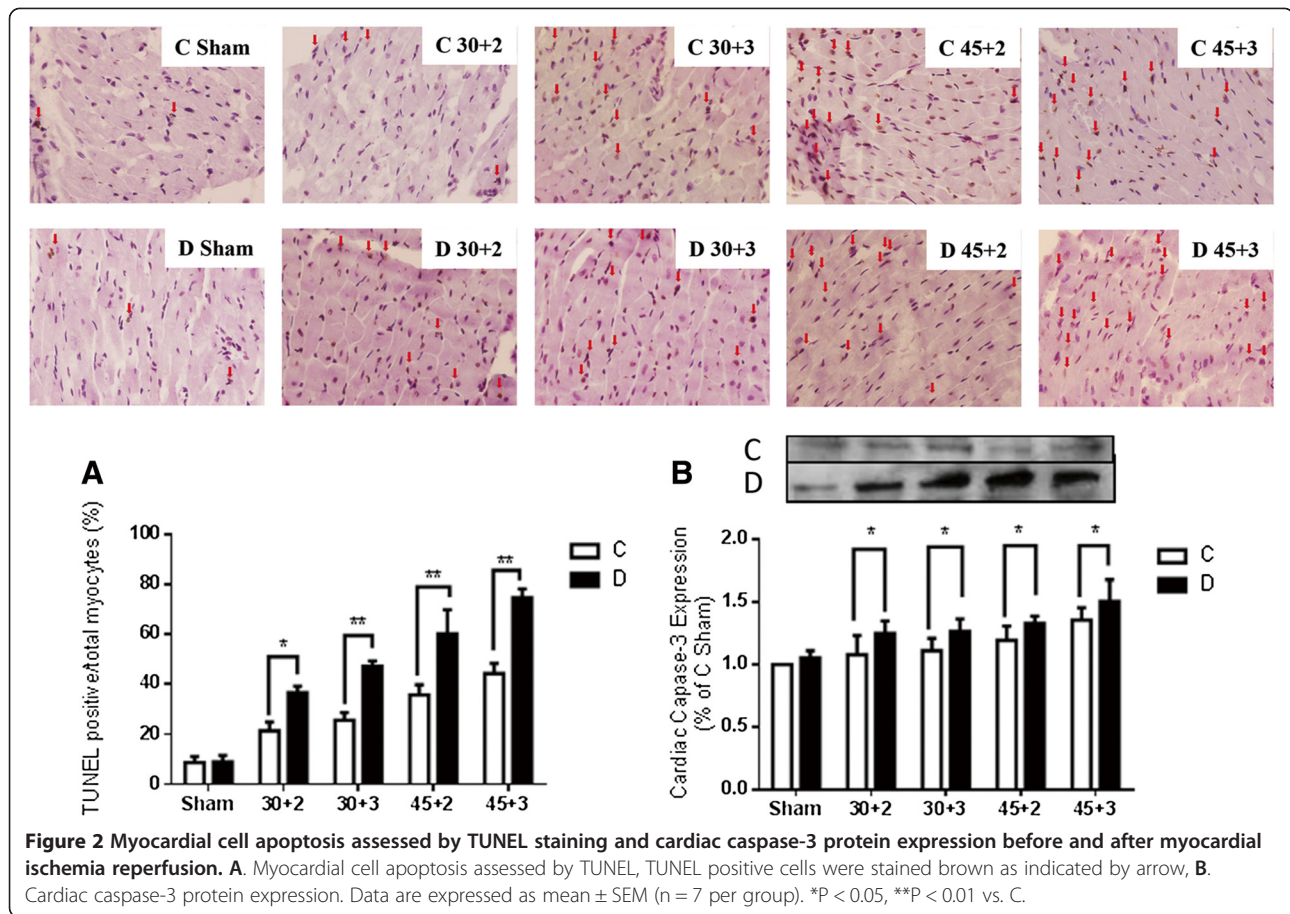 C Sham
C 30+2
C 30+3
C 45+2
C 45+3
D Sham
D 30+2
D 30+3
D 45+2
D 45+3
A
TUNEL positive/total myocytes (%)
100
80
60
40
20
0
*
**
**
**
C
D
Sham 30+2 30+3 45+2 45+3
B
C
D
Cardiac Capase-3 Expression
(% of C Sham)
2.0
1.5
1.0
0.5
0.0
*
*
*
*
C
D
Sham 30+2 30+3 45+2 45+3
Figure 2 Myocardial cell apoptosis assessed by TUNEL staining and cardiac caspase-3 protein expression before and after myocardial
ischemia reperfusion. A. Myocardial cell apoptosis assessed by TUNEL, TUNEL positive cells were stained brown as indicated by arrow, B.
Cardiac caspase-3 protein expression. Data are expressed as mean ± SEM (n = 7 per group). *P < 0.05, **P < 0.01 vs. C.